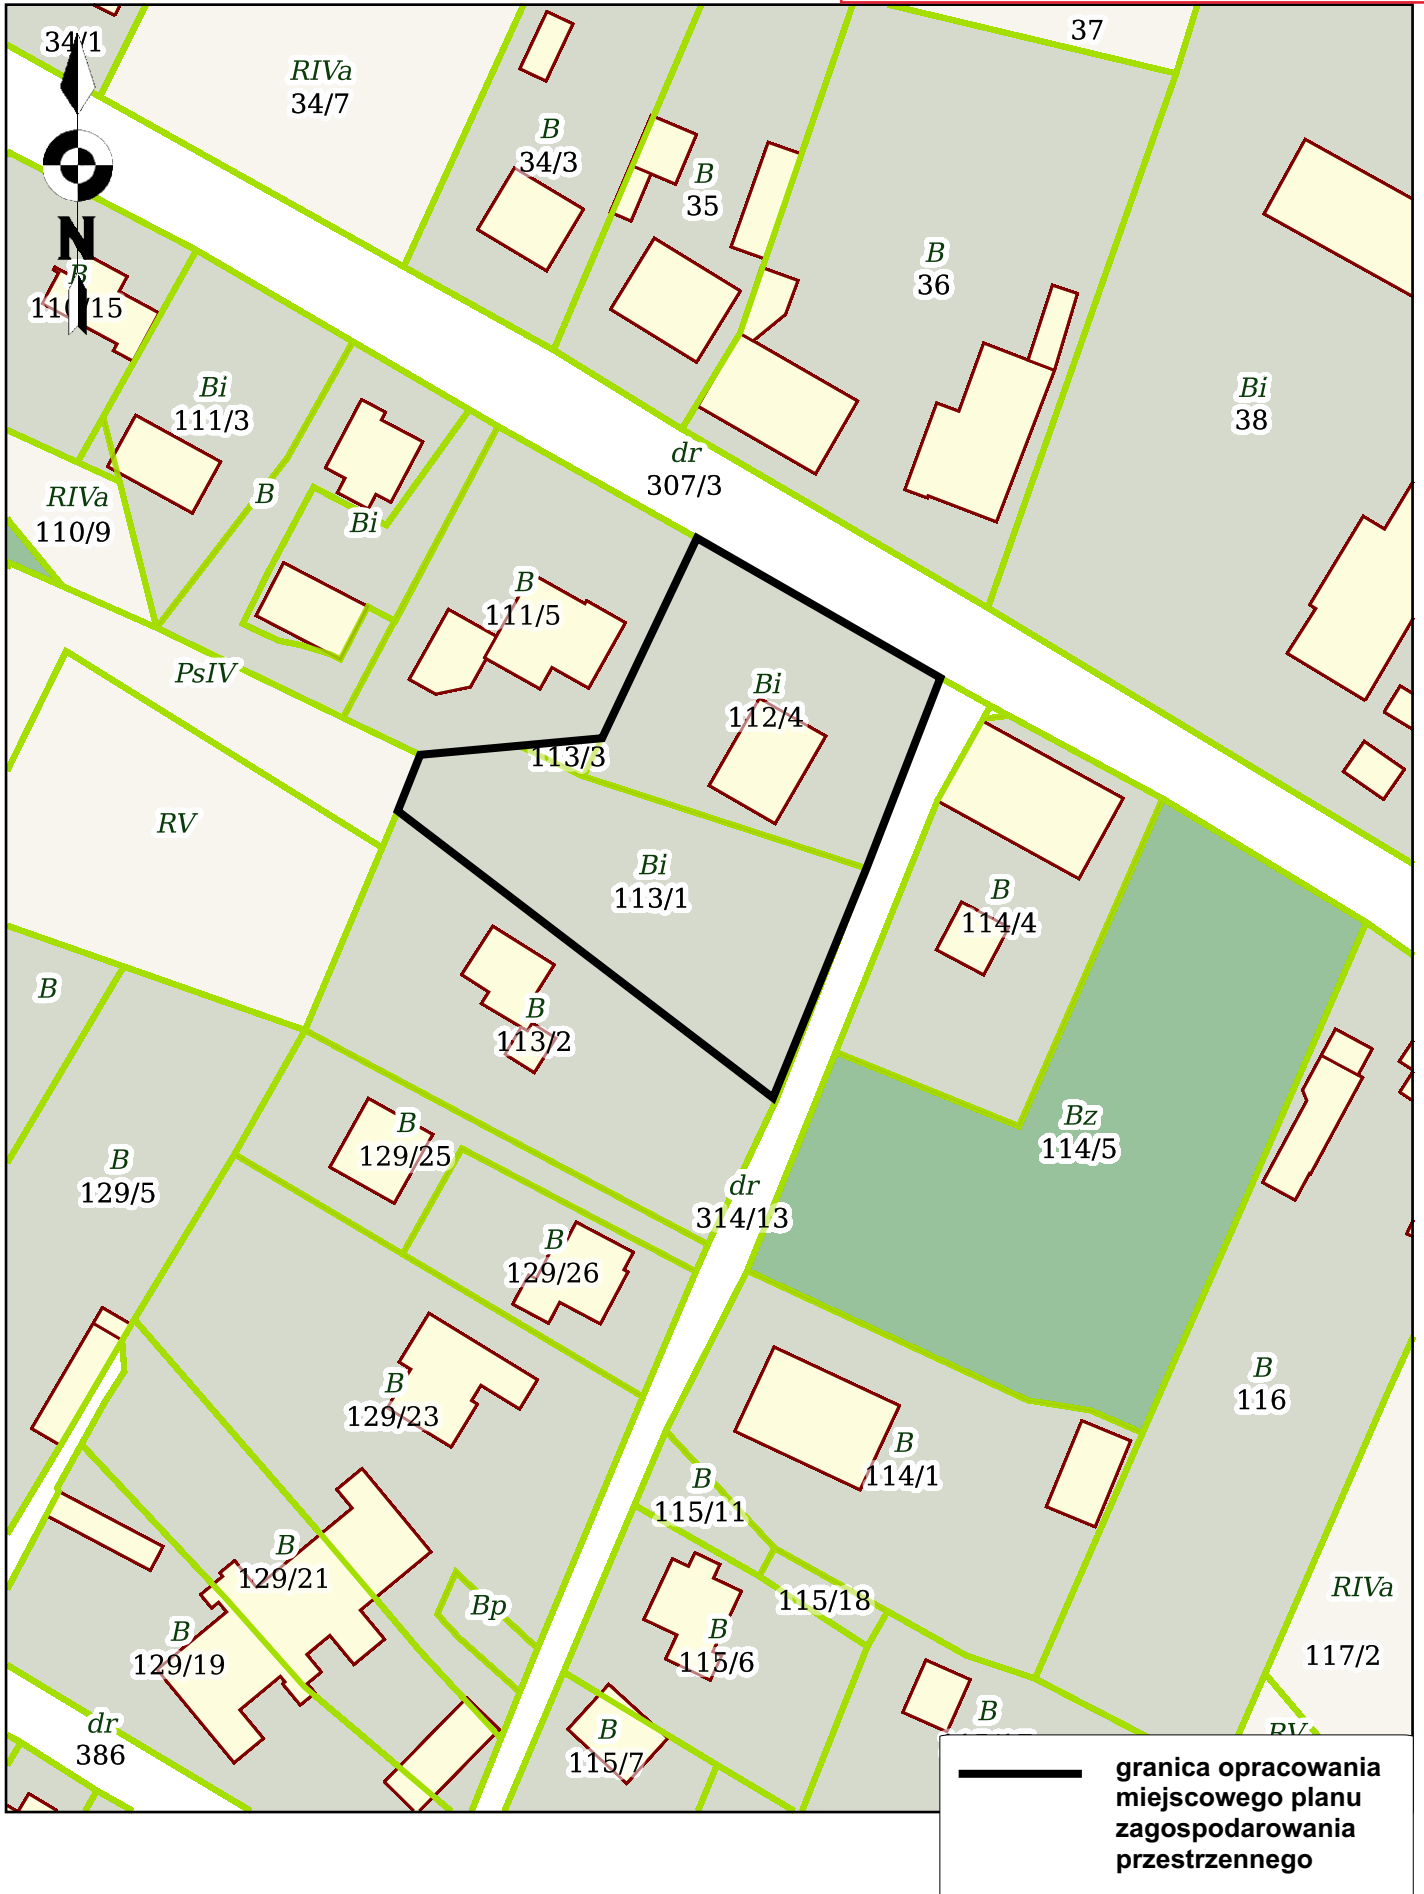 37
34/1
RIVa
34/7
B
34/3
B
35
B
36
N
B
110/15
Bi
111/3
Bi
38
dr
307/3
RIVa
110/9
B
Bi
B
111/5
PsIV
Bi
112/4
113/3
RV
Bi
113/1
B
114/4
B
B
113/2
B
129/25
Bz
114/5
B
129/5
dr
314/13
B
129/26
B
129/23
B
116
B
114/1
B
115/11
B
129/21
RIVa
115/18
Bp
B
129/19
B
115/6
117/2
dr
386
B
115/7
B
RV
granica opracowania
miejscowego planu
zagospodarowania
przestrzennego